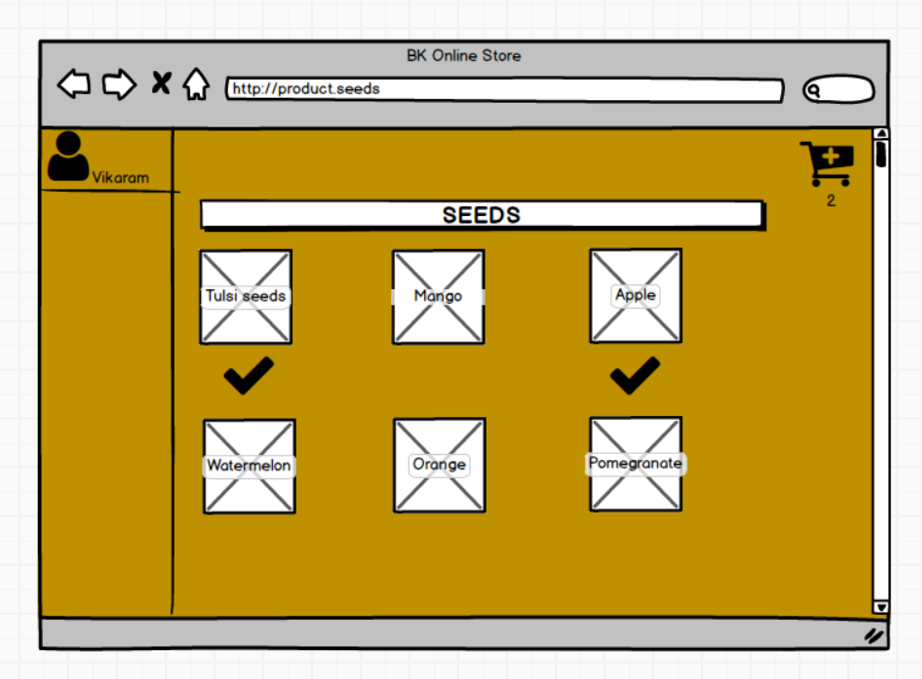 BK Online Store
http://product.seeds
Vikaram
2
SEEDS
Tulsi seeds
Mango
Apple
Watermelon
Orange
Pomegranate